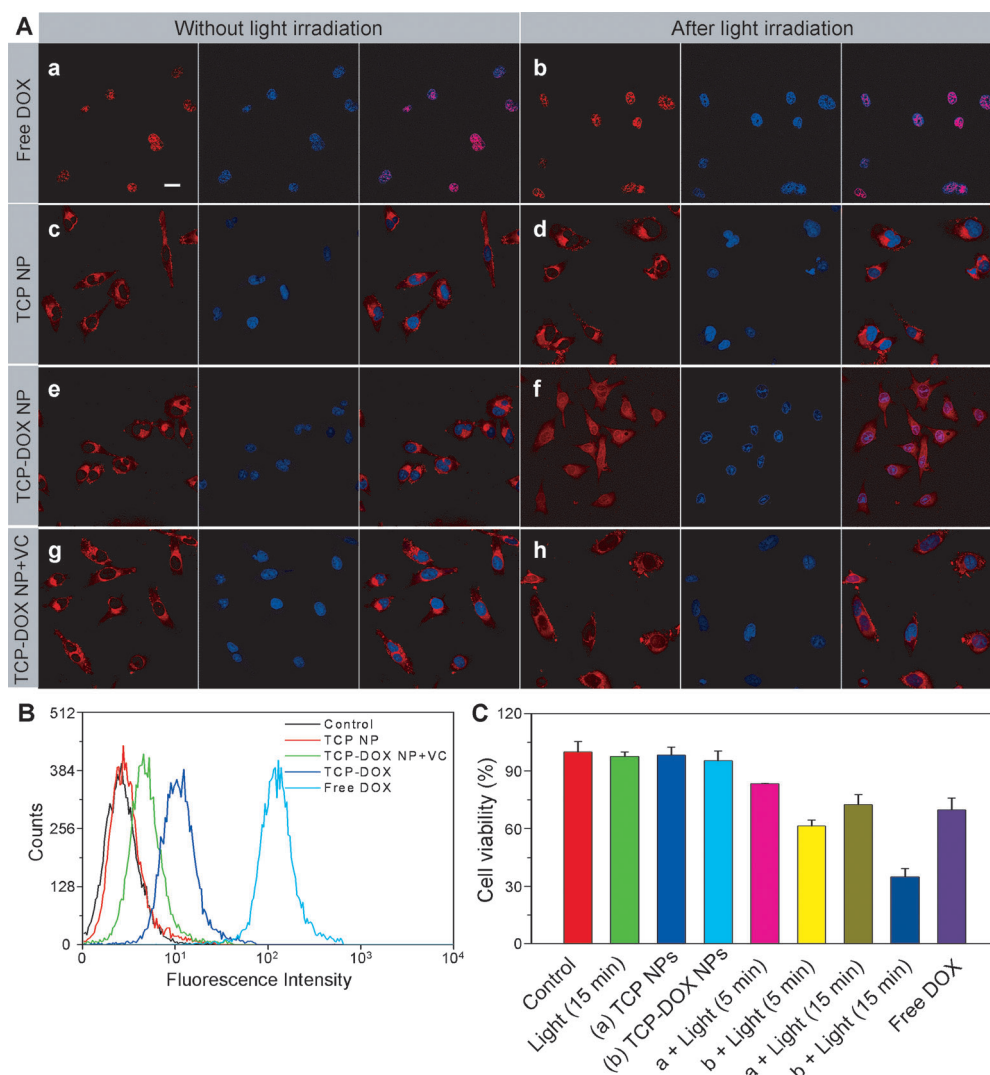 A
Without light irradiation
After light irradiation
Free DOX
a
b
TCP NP
c
d
TCP-DOX NP
e
f
TCP-DOX NP+VC
g
h
B
512
384
256
128
0
Counts
Control
TCP NP
TCP-DOX NP+VC
TCP-DOX
Free DOX
0 10¹ 10² 10³ 10⁴
Fluorescence Intensity
C
120
90
60
30
0
Cell viability (%)
Control
Light (15 min)
(a) TCP NPs
(b) TCP-DOX NPs
a + Light (5 min)
b + Light (5 min)
a + Light (15 min)
b + Light (15 min)
Free DOX